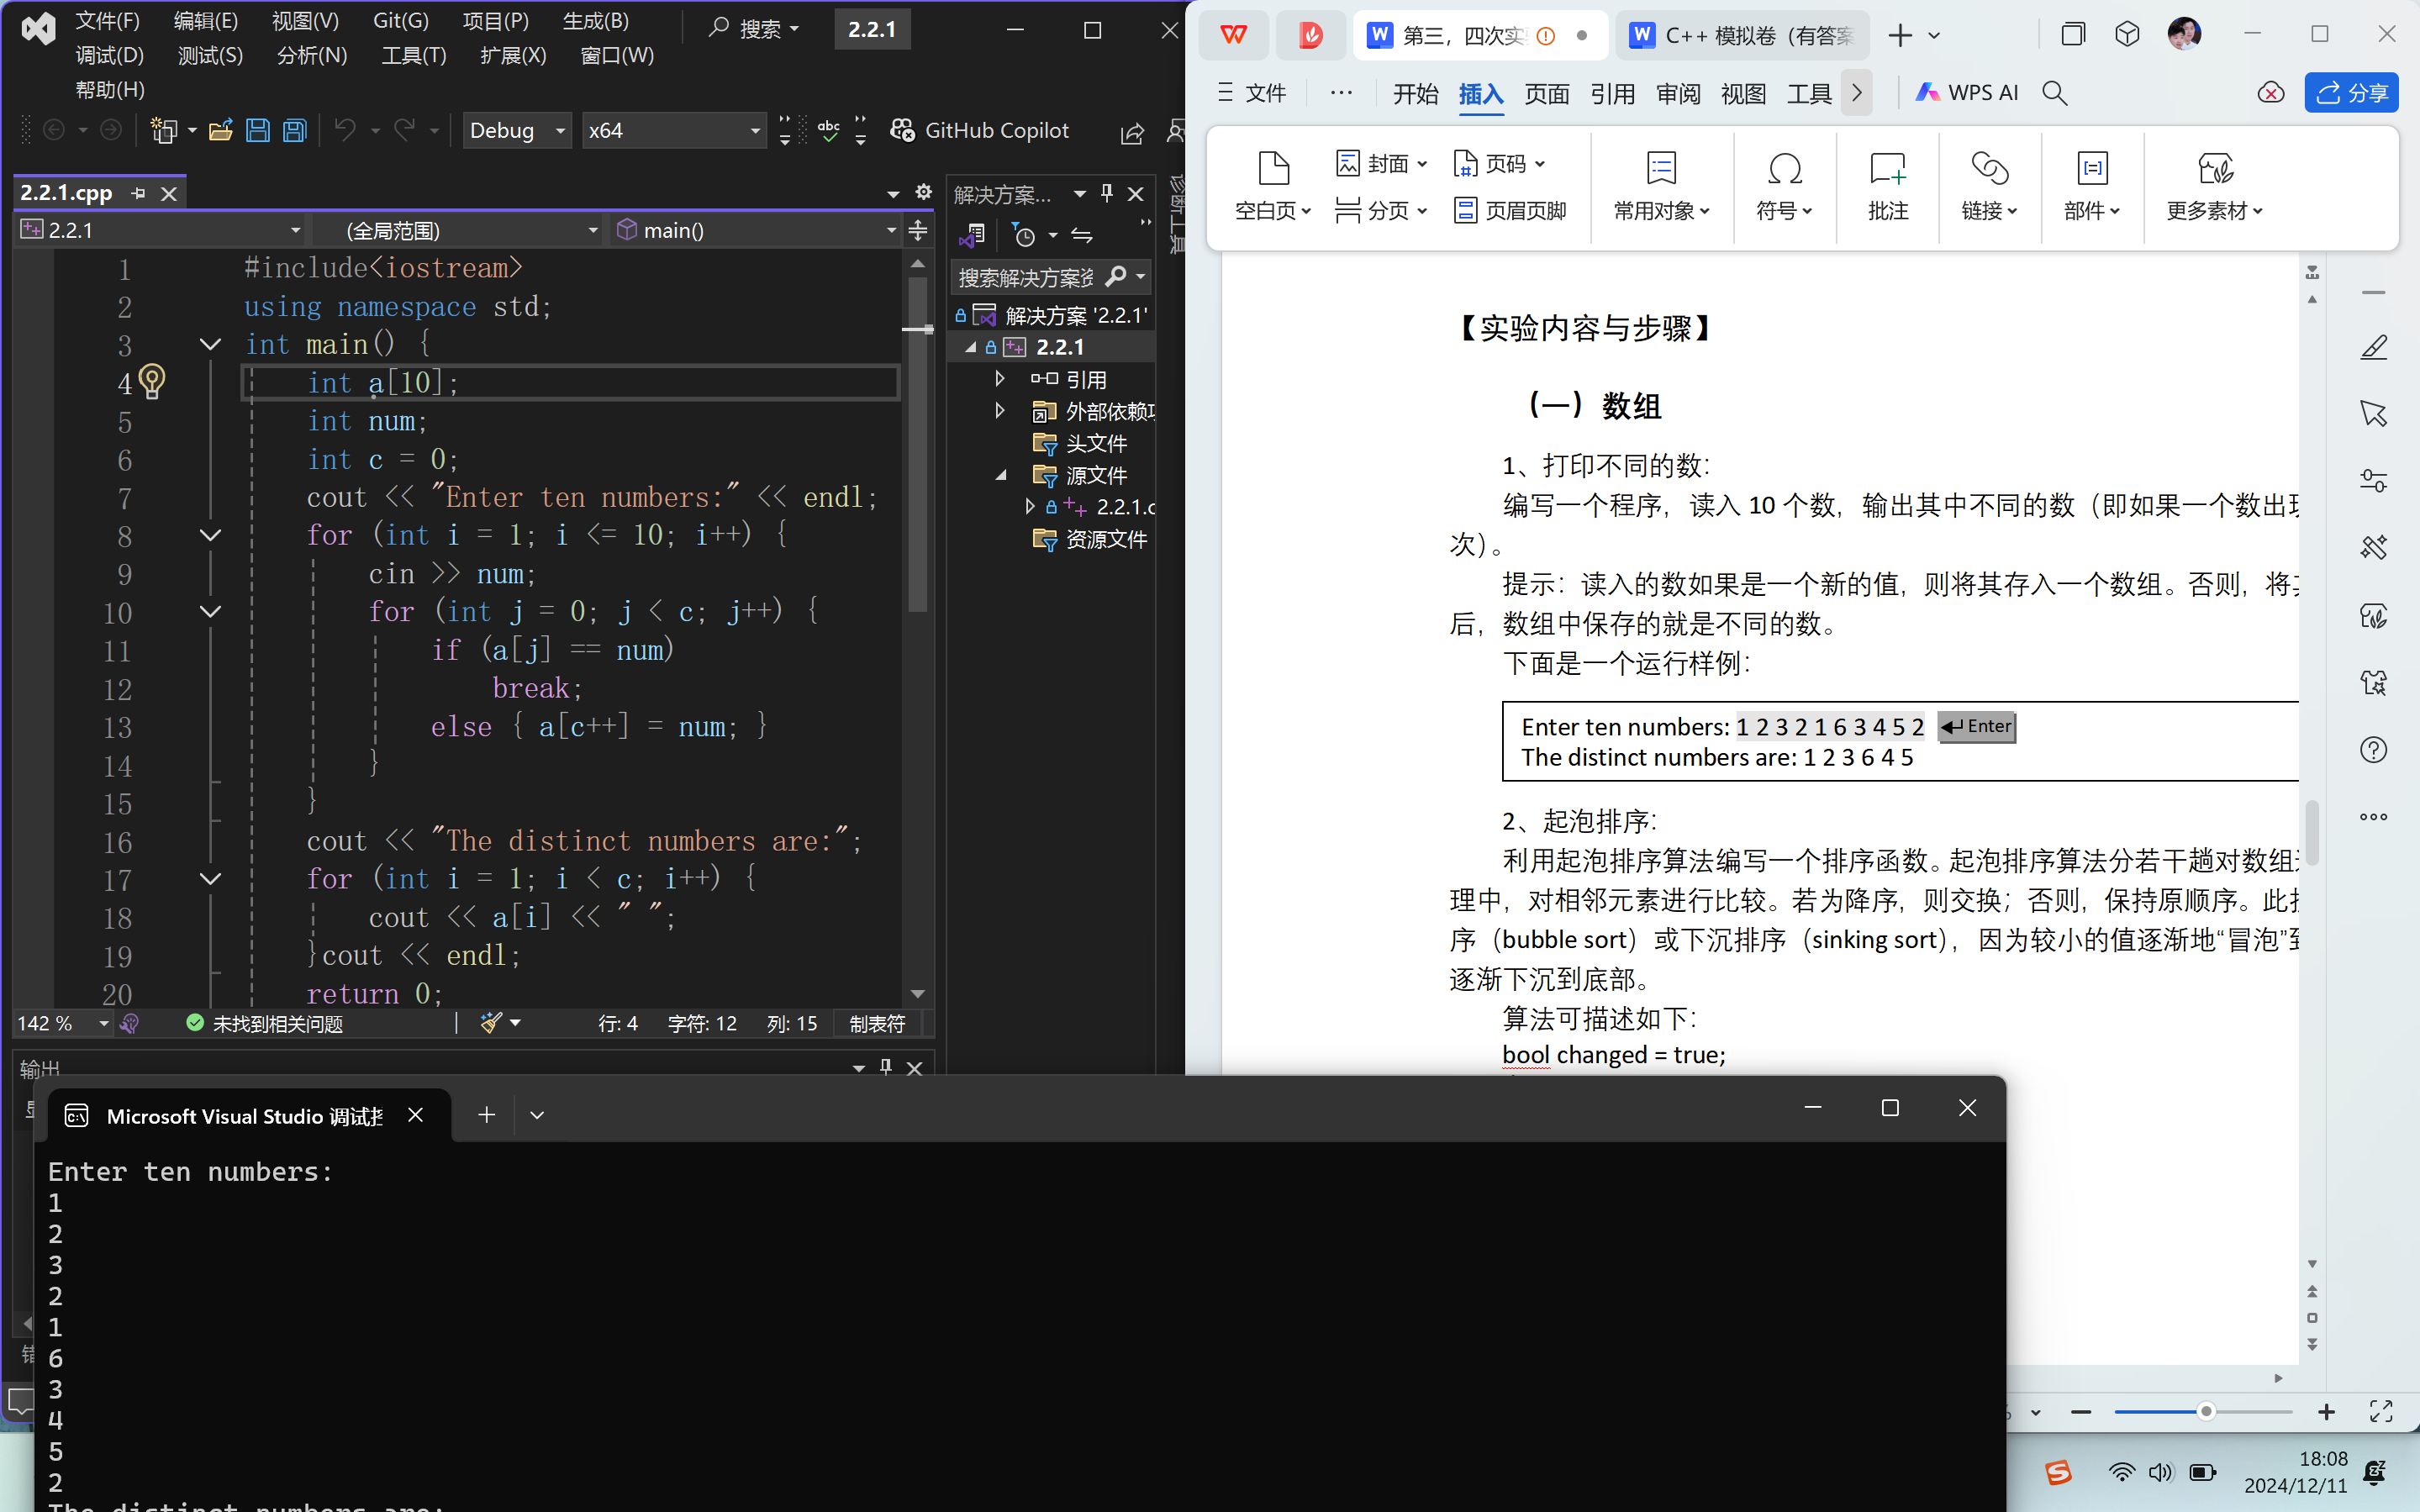 文件(F) 编辑(E) 视图(V) Git(G) 项目(P) 生成(B) 搜索 2.2.1
调试(D) 测试(S) 分析(N) 工具(T) 扩展(X) 窗口(W)
帮助(H)
Debug x64 GitHub Copilot
2.2.1.cpp
2.2.1 (全局范围) main()
1 #include<iostream>
2 using namespace std;
3 int main() {
4 int a[10];
5 int num;
6 int c = 0;
7 cout << "Enter ten numbers:" << endl;
8 for (int i = 1; i <= 10; i++) {
9 cin >> num;
10 for (int j = 0; j < c; j++) {
11 if (a[j] == num)
12 break;
13 else { a[c++] = num; }
14 }
15 }
16 cout << "The distinct numbers are:";
17 for (int i = 1; i < c; i++) {
18 cout << a[i] << " ";
19 }cout << endl;
20 return 0;
142 % 未找到相关问题 行: 4 字符: 12 列: 15 制表符
输出
解决方案...
搜索解决方案资
解决方案 '2.2.1'
2.2.1
引用
外部依赖项
头文件
源文件
2.2.1.c
资源文件
诊断工具
Microsoft Visual Studio 调试控
Enter ten numbers:
1
2
3
2
1
6
3
4
5
2
The distinct numbers are:
第三，四次实 C++ 模拟卷（有答案
文件 ··· 开始 插入 页面 引用 审阅 视图 工具 WPS AI 分享
封面 页码
空白页 分页 页眉页脚 常用对象 符号 批注 链接 部件 更多素材
【实验内容与步骤】
（一）数组
1、打印不同的数：
编写一个程序，读入 10 个数，输出其中不同的数（即如果一个数出现
次）。
提示：读入的数如果是一个新的值，则将其存入一个数组。否则，将其
后，数组中保存的就是不同的数。
下面是一个运行样例：
Enter ten numbers: 1 2 3 2 1 6 3 4 5 2 Enter
The distinct numbers are: 1 2 3 6 4 5
2、起泡排序：
利用起泡排序算法编写一个排序函数。起泡排序算法分若干趟对数组
理中，对相邻元素进行比较。若为降序，则交换；否则，保持原顺序。此
序（bubble sort）或下沉排序（sinking sort），因为较小的值逐渐地“冒泡”到
逐渐下沉到底部。
算法可描述如下：
bool changed = true;
18:08
2024/12/11